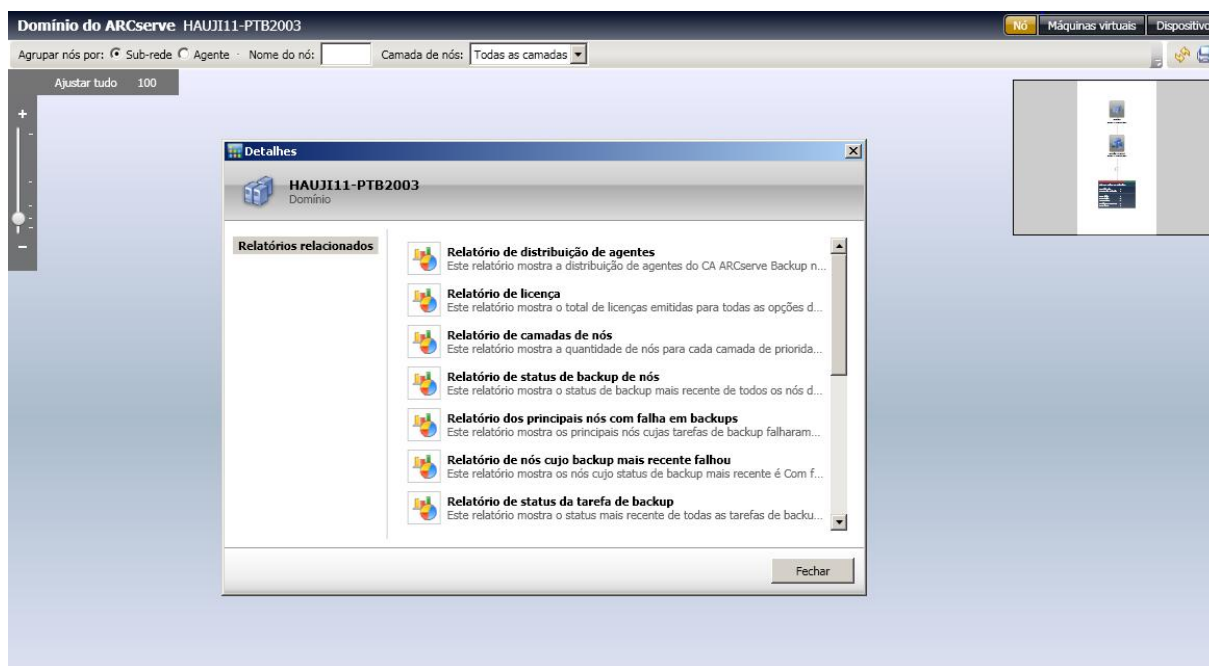 Domínio do ARCserve HAUJI11-PTB2003
Nó Máquinas virtuais Dispositivo
Agrupar nós por: Sub-rede Agente Nome do nó: Camada de nós: Todas as camadas
Ajustar tudo 100
Detalhes
HAUJI11-PTB2003
Domínio
Relatórios relacionados
Relatório de distribuição de agentes
Este relatório mostra a distribuição de agentes do CA ARCserve Backup n...
Relatório de licença
Este relatório mostra o total de licenças emitidas para todas as opções d...
Relatório de camadas de nós
Este relatório mostra a quantidade de nós para cada camada de priorida...
Relatório de status de backup de nós
Este relatório mostra o status de backup mais recente de todos os nós d...
Relatório dos principais nós com falha em backups
Este relatório mostra os principais nós cujas tarefas de backup falharam...
Relatório de nós cujo backup mais recente falhou
Este relatório mostra os nós cujo status de backup mais recente é Com f...
Relatório de status da tarefa de backup
Este relatório mostra o status mais recente de todas as tarefas de backu...
Fechar